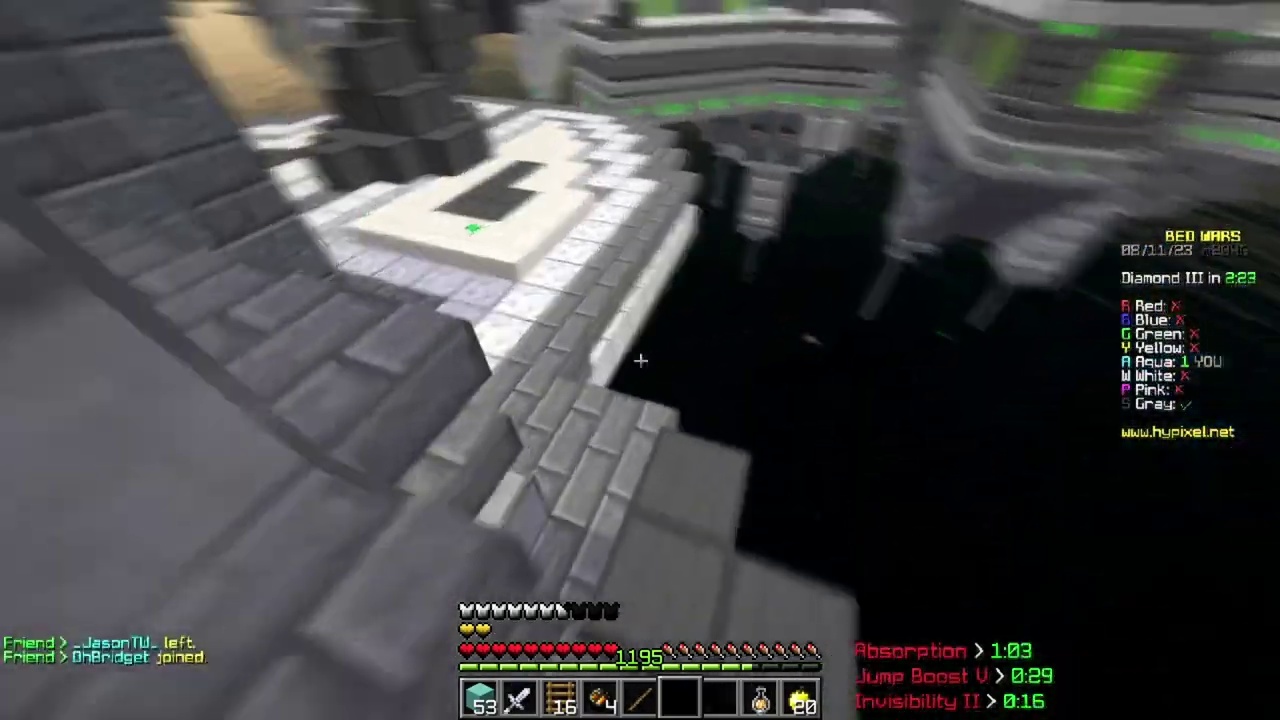 BED WARS
08/11/23
Diamond III in 2:23
R Red: ✗
B Blue: ✗
G Green: ✗
Y Yellow: ✗
A Aqua: 1 YOU
W White: ✗
P Pink: ✗
S Gray: ✓
www.hypixel.net
Friend > _JasonTW_ left.
Friend > OhBridget joined.
1195
Absorption > 1:03
Jump Boost V > 0:29
Invisibility II > 0:16
53 16 4 20